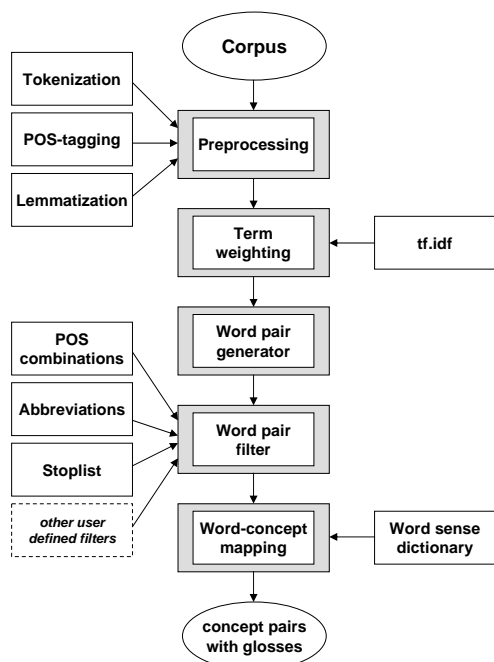 Corpus
Tokenization
POS-tagging
Lemmatization
Preprocessing
Term
weighting
tf.idf
Word pair
generator
POS
combinations
Abbreviations
Stoplist
other user
defined filters
Word pair
filter
Word-concept
mapping
Word sense
dictionary
concept pairs
with glosses